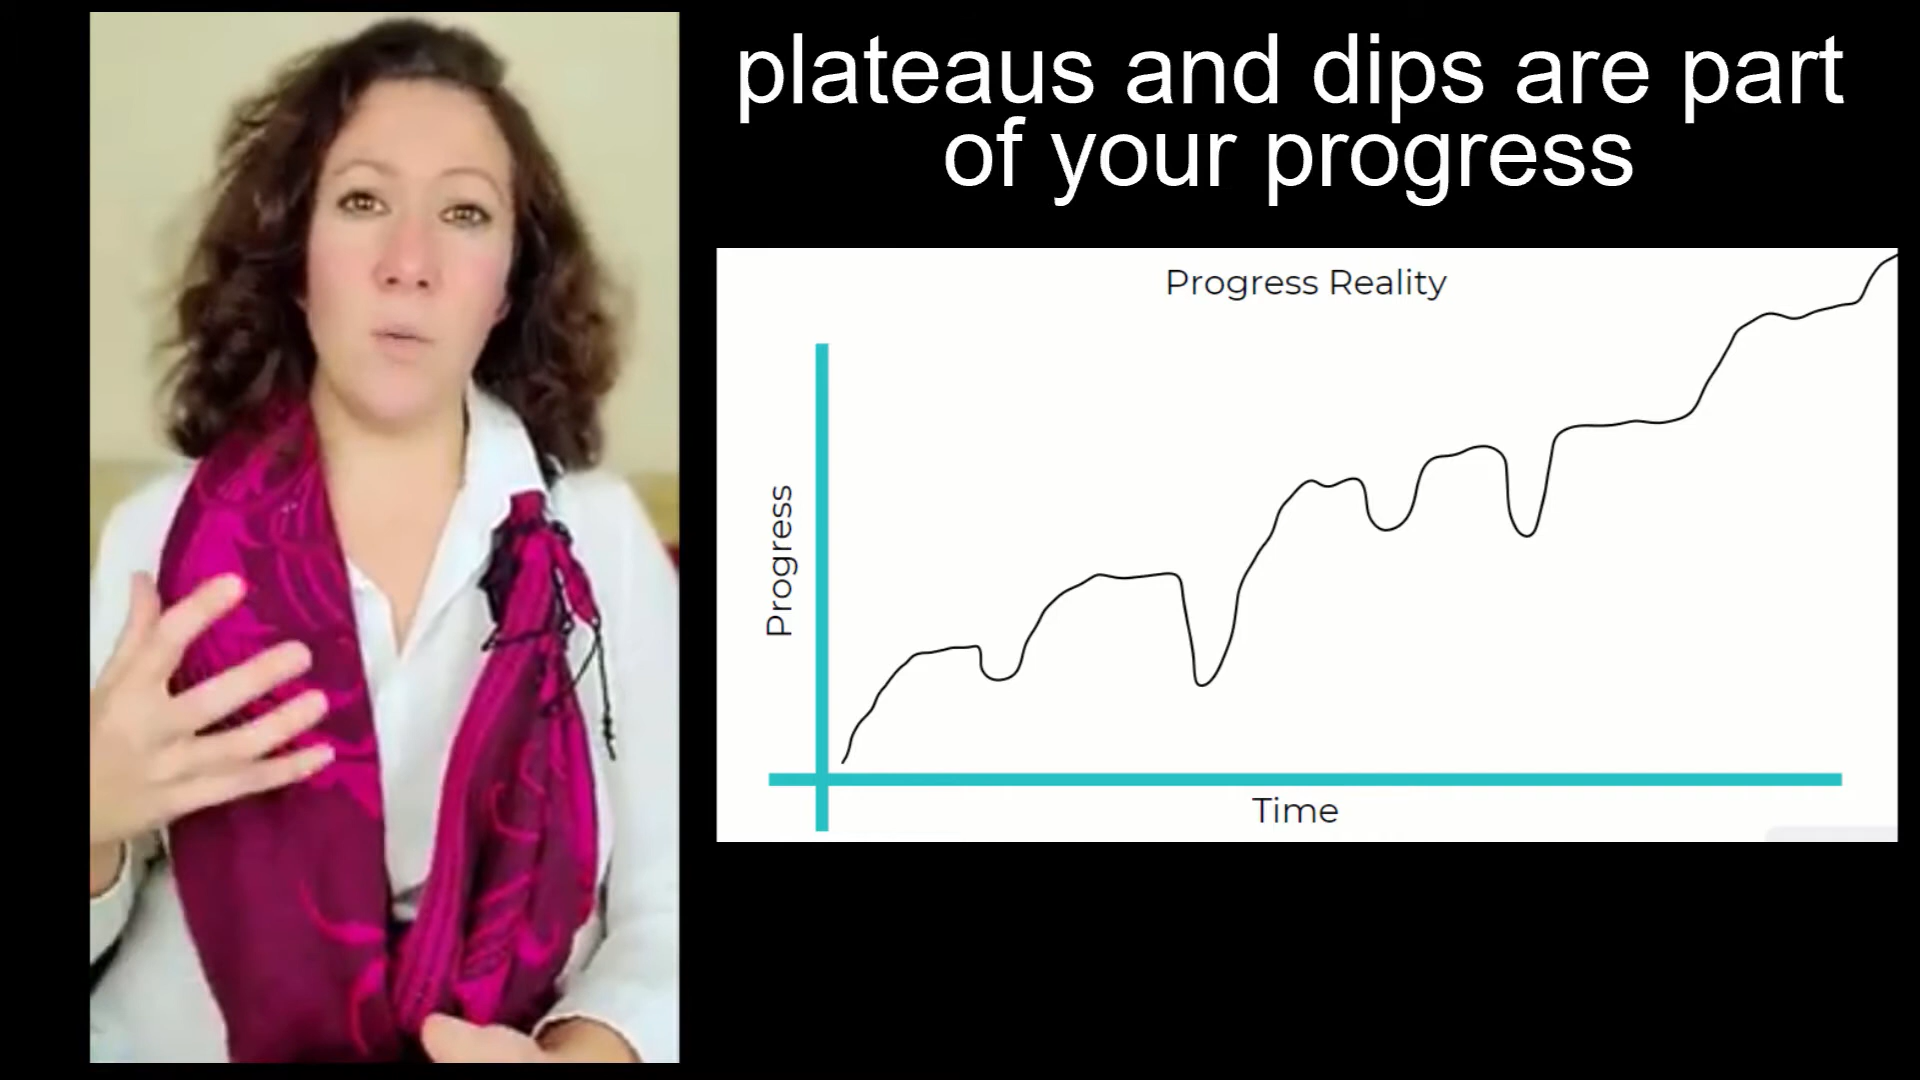 plateaus and dips are part
of your progress
Progress Reality
Progress
Time